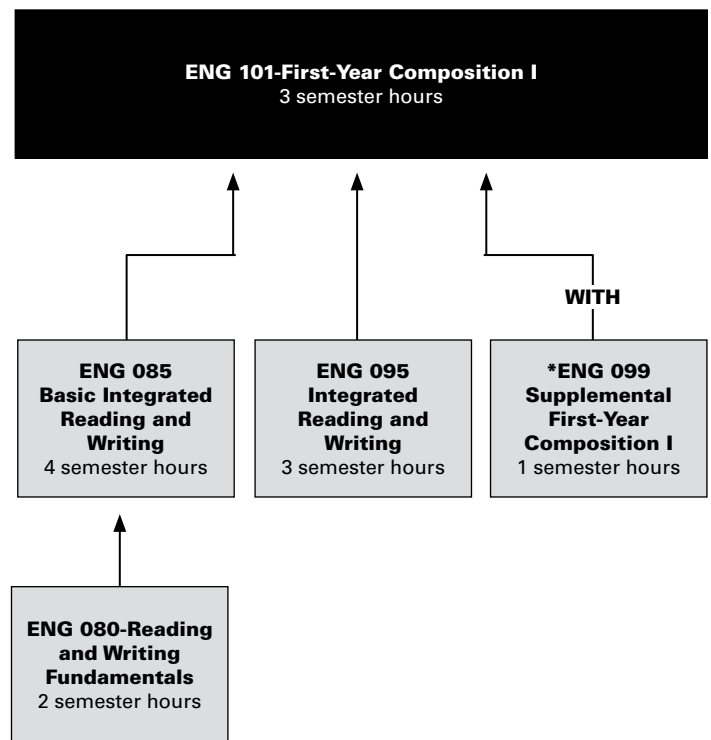 ENG 101-First-Year Composition I
3 semester hours
WITH
ENG 085
Basic Integrated
Reading and
Writing
4 semester hours
ENG 095
Integrated
Reading and
Writing
3 semester hours
*ENG 099
Supplemental
First-Year
Composition I
1 semester hours
ENG 080-Reading
and Writing
Fundamentals
2 semester hours